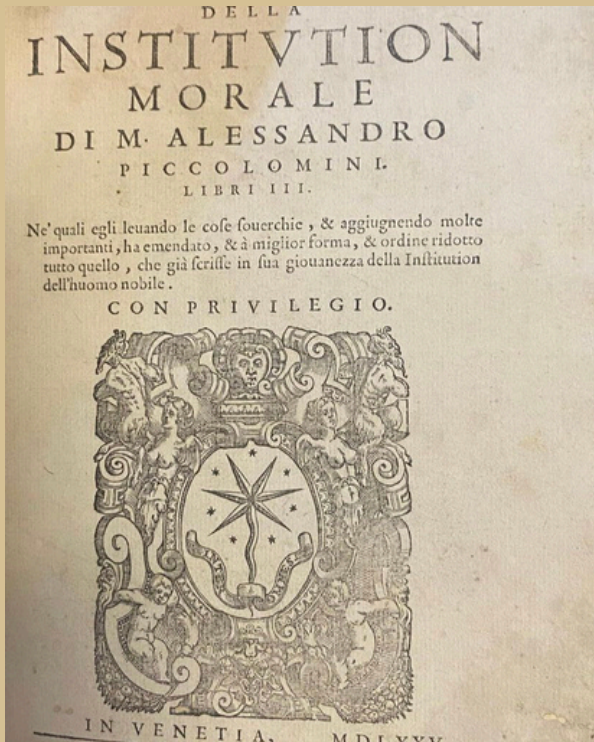 DELLA
INSTITVTION
MORALE
DI M· ALESSANDRO
PICCOLOMINI.
LIBRI III.
Ne' quali egli leuando le coſe ſouerchie , & aggiugnendo molte
importanti, ha emendato, & à miglior forma, & ordine ridotto
tutto quello , che già ſcriſſe in ſua giouanezza della Inſtitution
dell'huomo nobile .
CON PRIVILEGIO.
INTER
IN VENETIA,